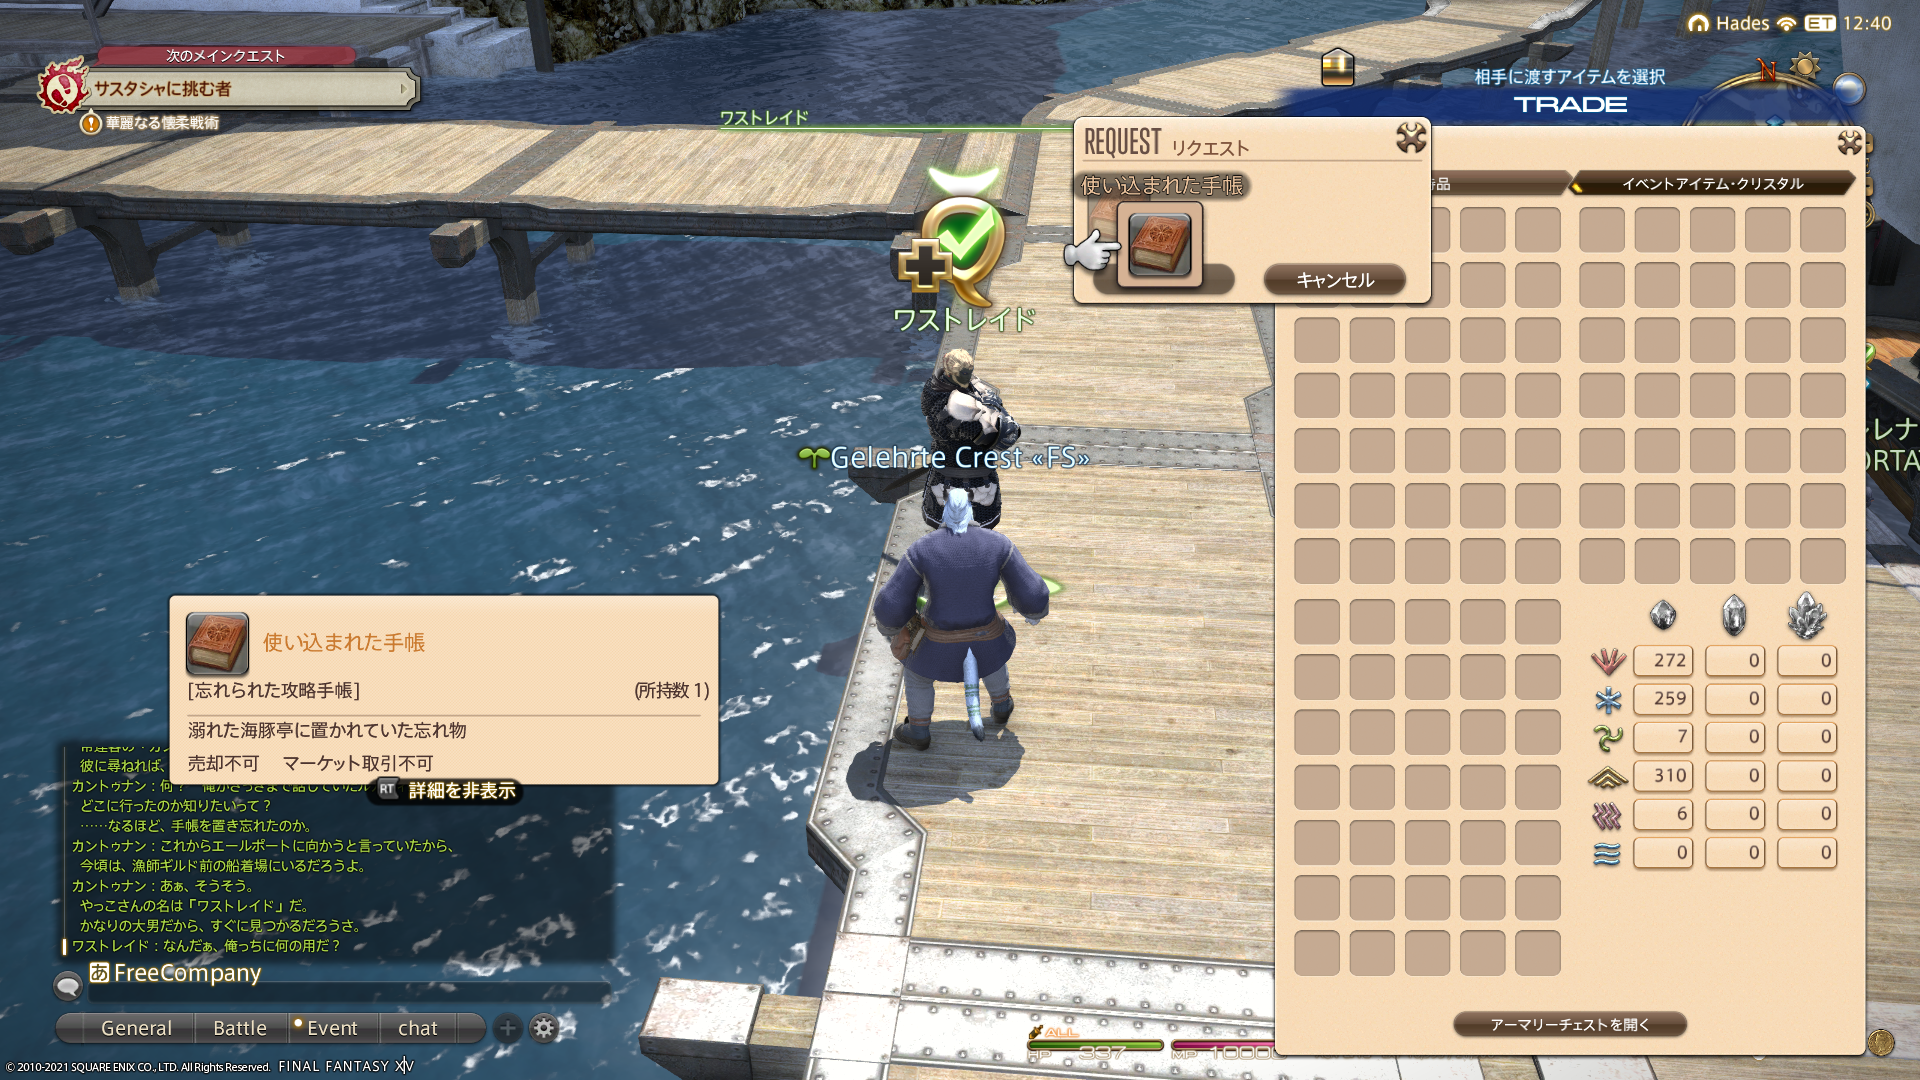 Hades ET 12:40
次のメインクエスト
サスタシャに挑む者
華麗なる懐柔戦術
ワストレイド
相手に渡すアイテムを選択
TRADE
REQUEST リクエスト
使い込まれた手帳
キャンセル
イベントアイテム・クリスタル
ワストレイド
Gelehrte Crest «FS»
272 0 0
259 0 0
7 0 0
310 0 0
6 0 0
0 0 0
アーマリーチェストを開く
使い込まれた手帳
[忘れられた攻略手帳] (所持数 1)
溺れた海豚亭に置かれていた忘れ物
売却不可 マーケット取引不可
RT 詳細を非表示
彼に尋ねれば、
どこに行ったのか知りたいって？
……なるほど、手帳を置き忘れたのか。
カントゥナン：これからエールポートに向かうと言っていたから、
今頃は、漁師ギルド前の船着場にいるだろうよ。
カントゥナン：あぁ、そうそう。
やっこさんの名は「ワストレイド」だ。
かなりの大男だから、すぐに見つかるだろうさ。
ワストレイド：なんだぁ、俺っちに何の用だ？
あ FreeCompany
General Battle Event chat
ALL
HP 337 MP 10000
© 2010-2021 SQUARE ENIX CO., LTD. All Rights Reserved. FINAL FANTASY XIV